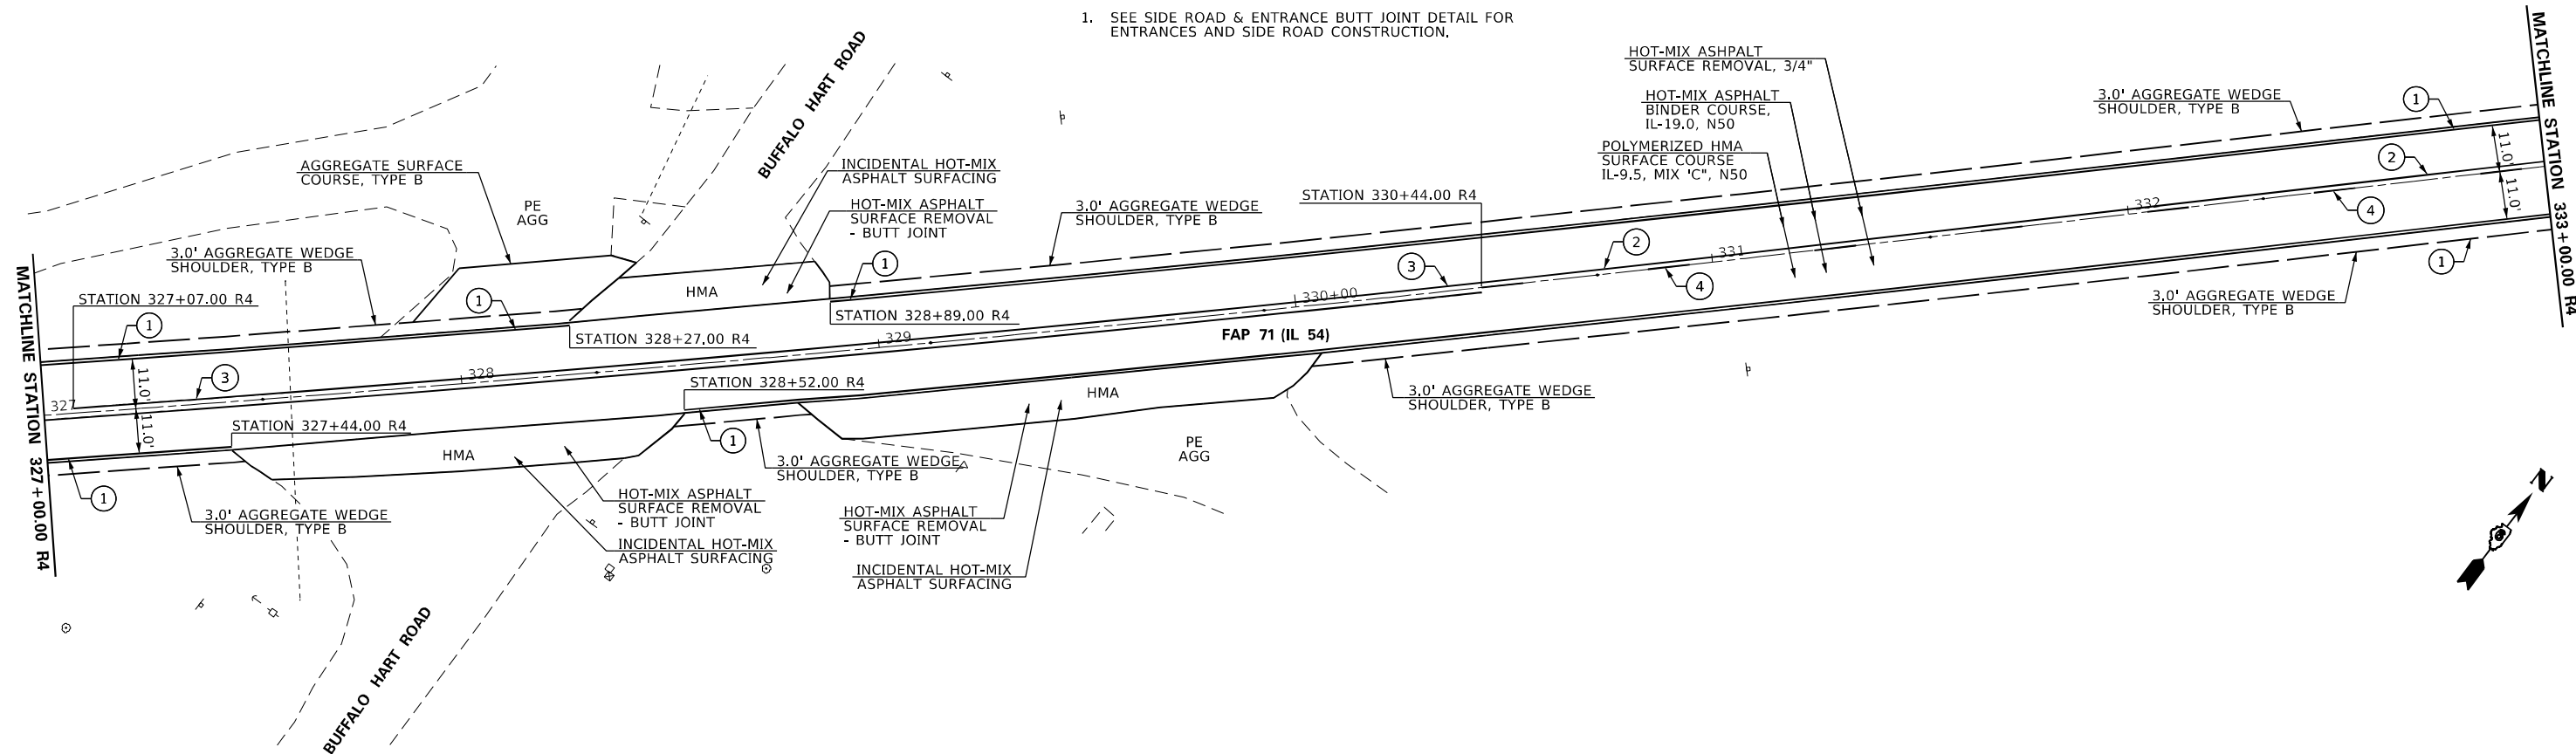 1. SEE SIDE ROAD & ENTRANCE BUTT JOINT DETAIL FOR
ENTRANCES AND SIDE ROAD CONSTRUCTION.
MATCHLINE STATION 327+00.00 R4
STATION 327+07.00 R4
3.0' AGGREGATE WEDGE
SHOULDER, TYPE B
AGGREGATE SURFACE
COURSE, TYPE B
PE
AGG
BUFFALO HART ROAD
INCIDENTAL HOT-MIX
ASPHALT SURFACING
HOT-MIX ASPHALT
SURFACE REMOVAL
- BUTT JOINT
HMA
3.0' AGGREGATE WEDGE
SHOULDER, TYPE B
STATION 330+44.00 R4
HOT-MIX ASHPALT
SURFACE REMOVAL, 3/4"
HOT-MIX ASPHALT
BINDER COURSE,
IL-19.0, N50
POLYMERIZED HMA
SURFACE COURSE
IL-9.5, MIX "C", N50
3.0' AGGREGATE WEDGE
SHOULDER, TYPE B
MATCHLINE STATION 333+00.00 R4
1
1
1
1
2
2
3
3
4
4
11.0'
11.0'
11.0'
11.0'
327
328
329
330+00
331
332
STATION 328+27.00 R4
STATION 328+89.00 R4
FAP 71 (IL 54)
STATION 328+52.00 R4
STATION 327+44.00 R4
HMA
HMA
1
1
1
3.0' AGGREGATE WEDGE
SHOULDER, TYPE B
HOT-MIX ASPHALT
SURFACE REMOVAL
- BUTT JOINT
INCIDENTAL HOT-MIX
ASPHALT SURFACING
3.0' AGGREGATE WEDGE
SHOULDER, TYPE B
HOT-MIX ASPHALT
SURFACE REMOVAL
- BUTT JOINT
INCIDENTAL HOT-MIX
ASPHALT SURFACING
PE
AGG
3.0' AGGREGATE WEDGE
SHOULDER, TYPE B
3.0' AGGREGATE WEDGE
SHOULDER, TYPE B
BUFFALO HART ROAD
N